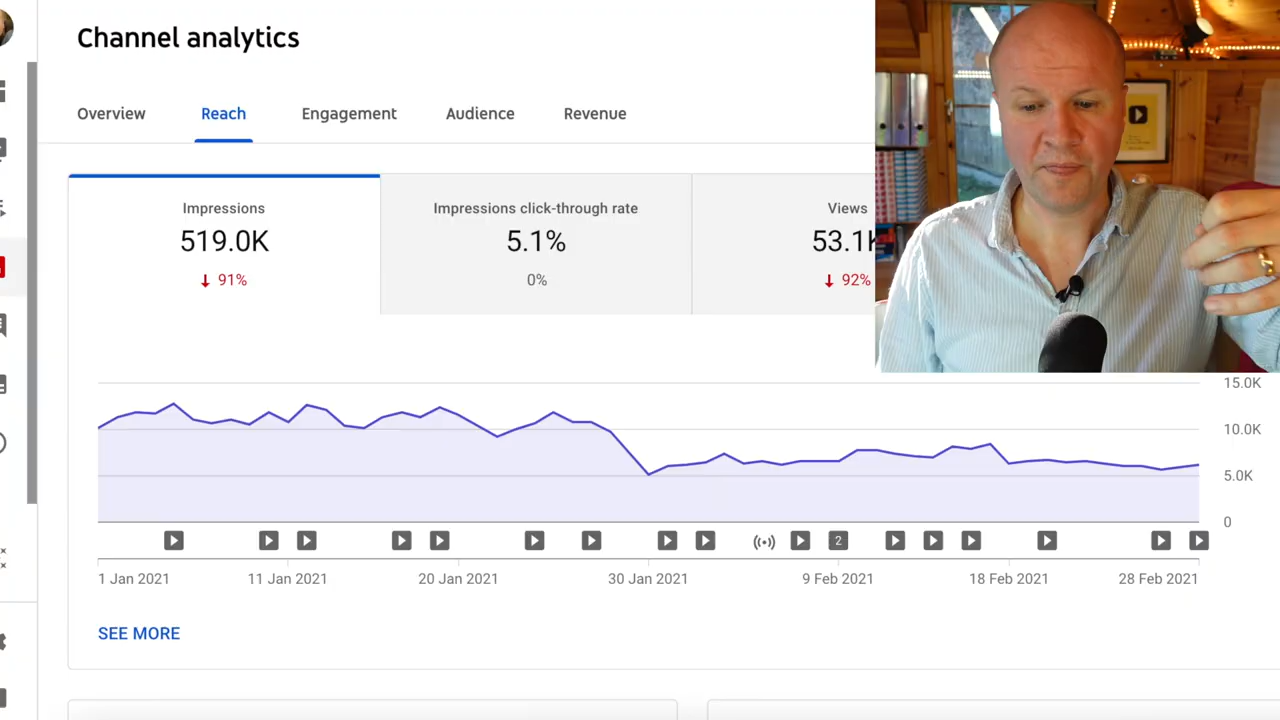 Channel analytics
Overview Reach Engagement Audience Revenue
Impressions Impressions click-through rate Views
519.0K 5.1% 53.1K
91% 0% 92%
15.0K
10.0K
5.0K
0
2
1 Jan 2021 11 Jan 2021 20 Jan 2021 30 Jan 2021 9 Feb 2021 18 Feb 2021 28 Feb 2021
SEE MORE